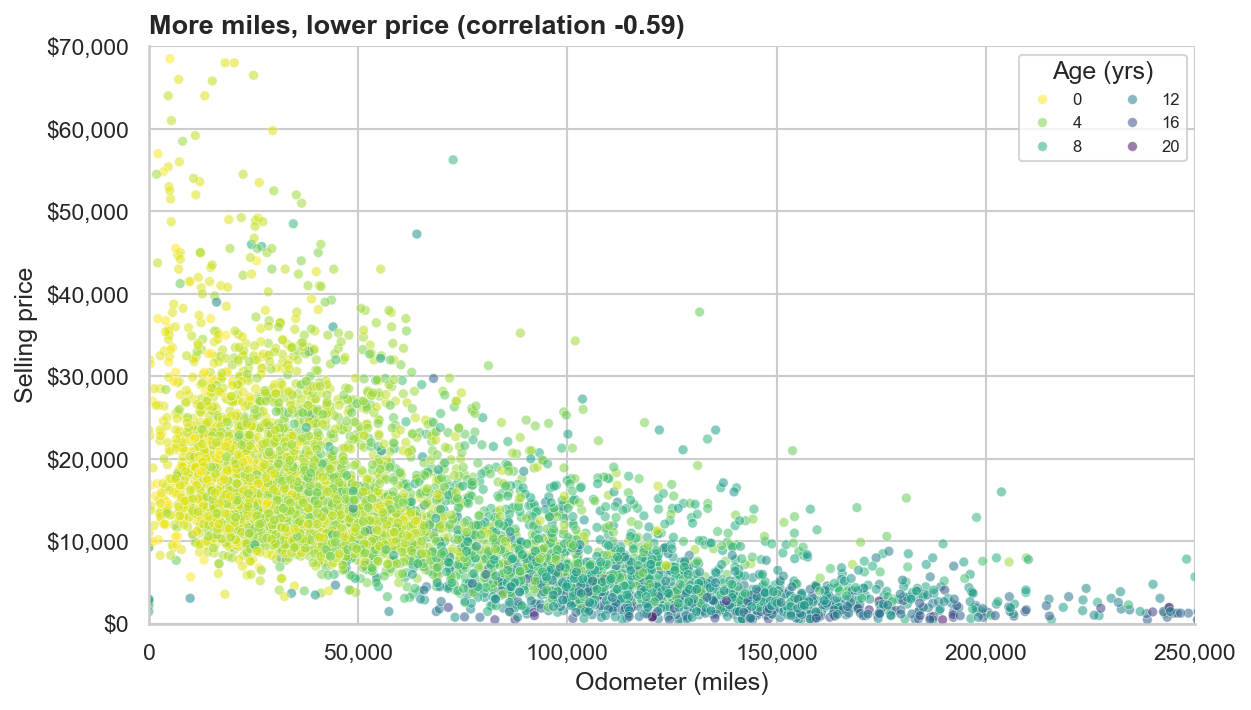 More miles, lower price (correlation -0.59)
$70,000
$60,000
$50,000
$40,000
$30,000
$20,000
$10,000
$0
Selling price
Age (yrs)
0 12
4 16
8 20
0 50,000 100,000 150,000 200,000 250,000
Odometer (miles)